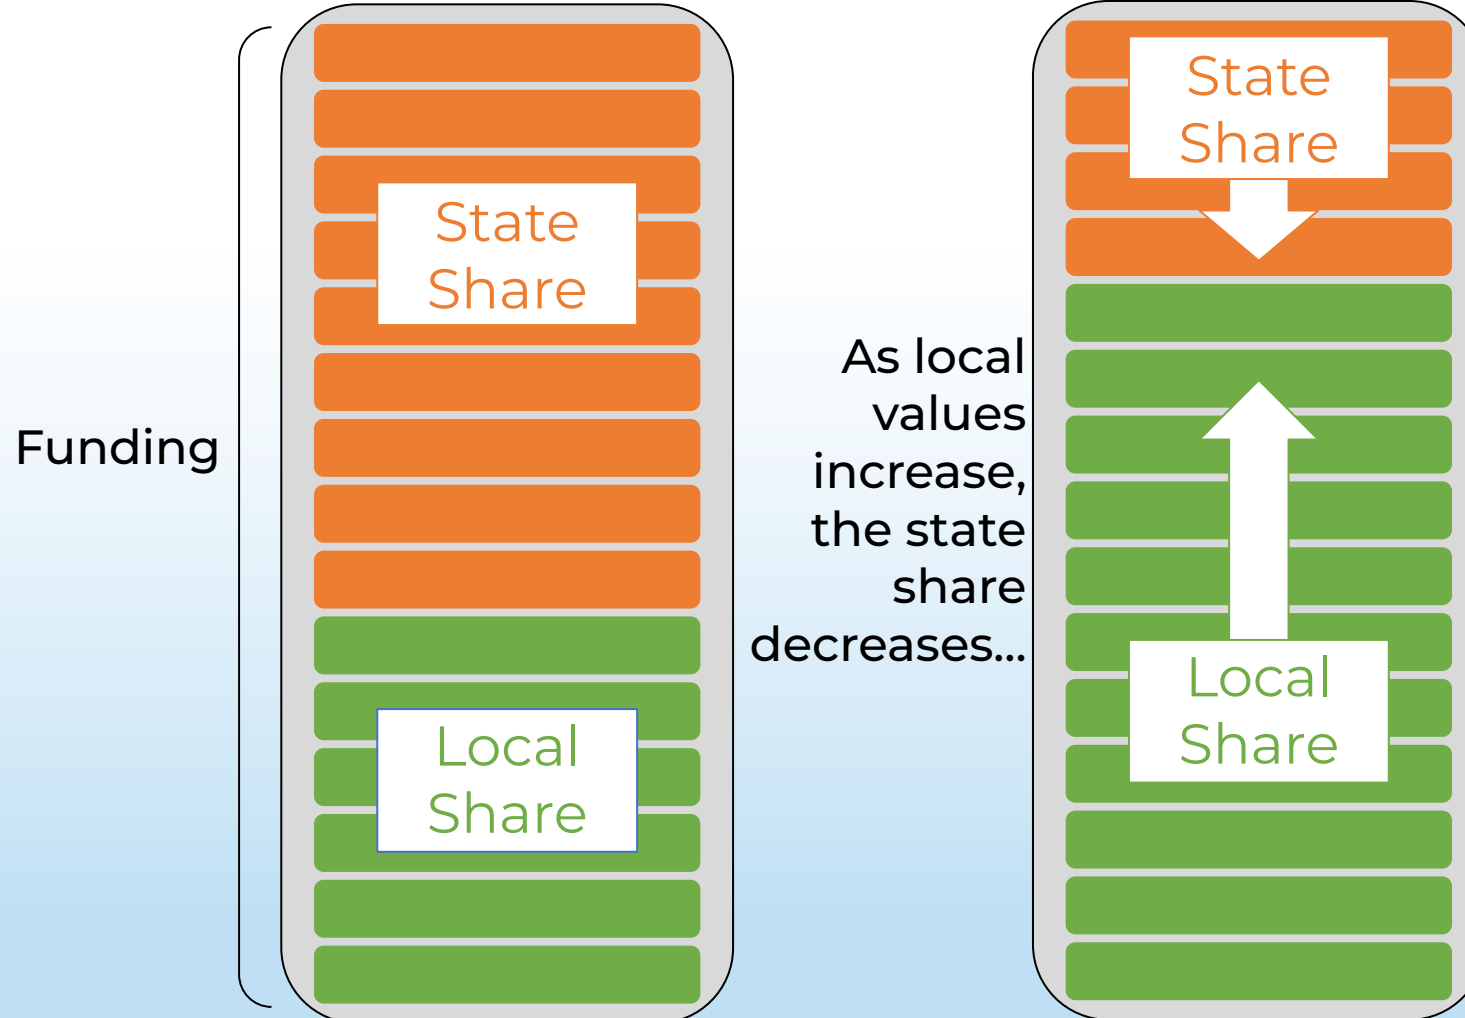 Funding
State
Share
Local
Share
As local
values
increase,
the state
share
decreases...
State
Share
Local
Share